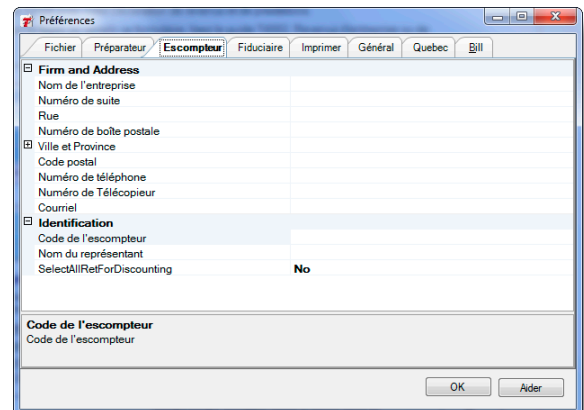 Préférences
Fichier Préparateur Escompteur Fiduciaire Imprimer Général Quebec Bill
Firm and Address
Nom de l'entreprise
Numéro de suite
Rue
Numéro de boîte postale
Ville et Province
Code postal
Numéro de téléphone
Numéro de Télécopieur
Courriel
Identification
Code de l'escompteur
Nom du représentant
SelectAllRetForDiscounting No
Code de l'escompteur
Code de l'escompteur
OK Aider